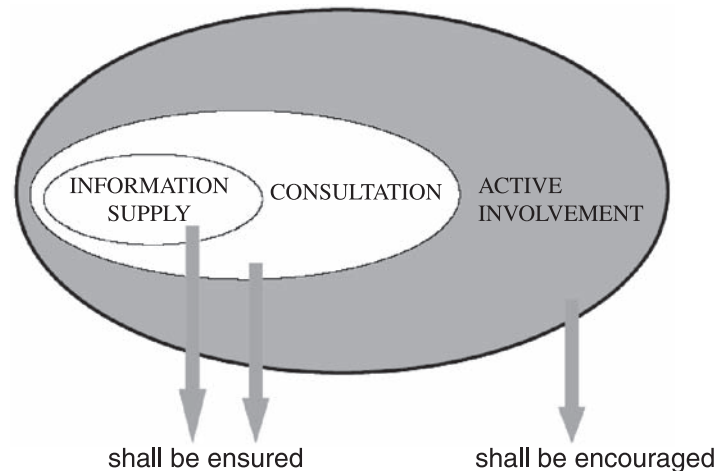 INFORMATION
SUPPLY
CONSULTATION
ACTIVE
INVOLVEMENT
shall be ensured
shall be encouraged